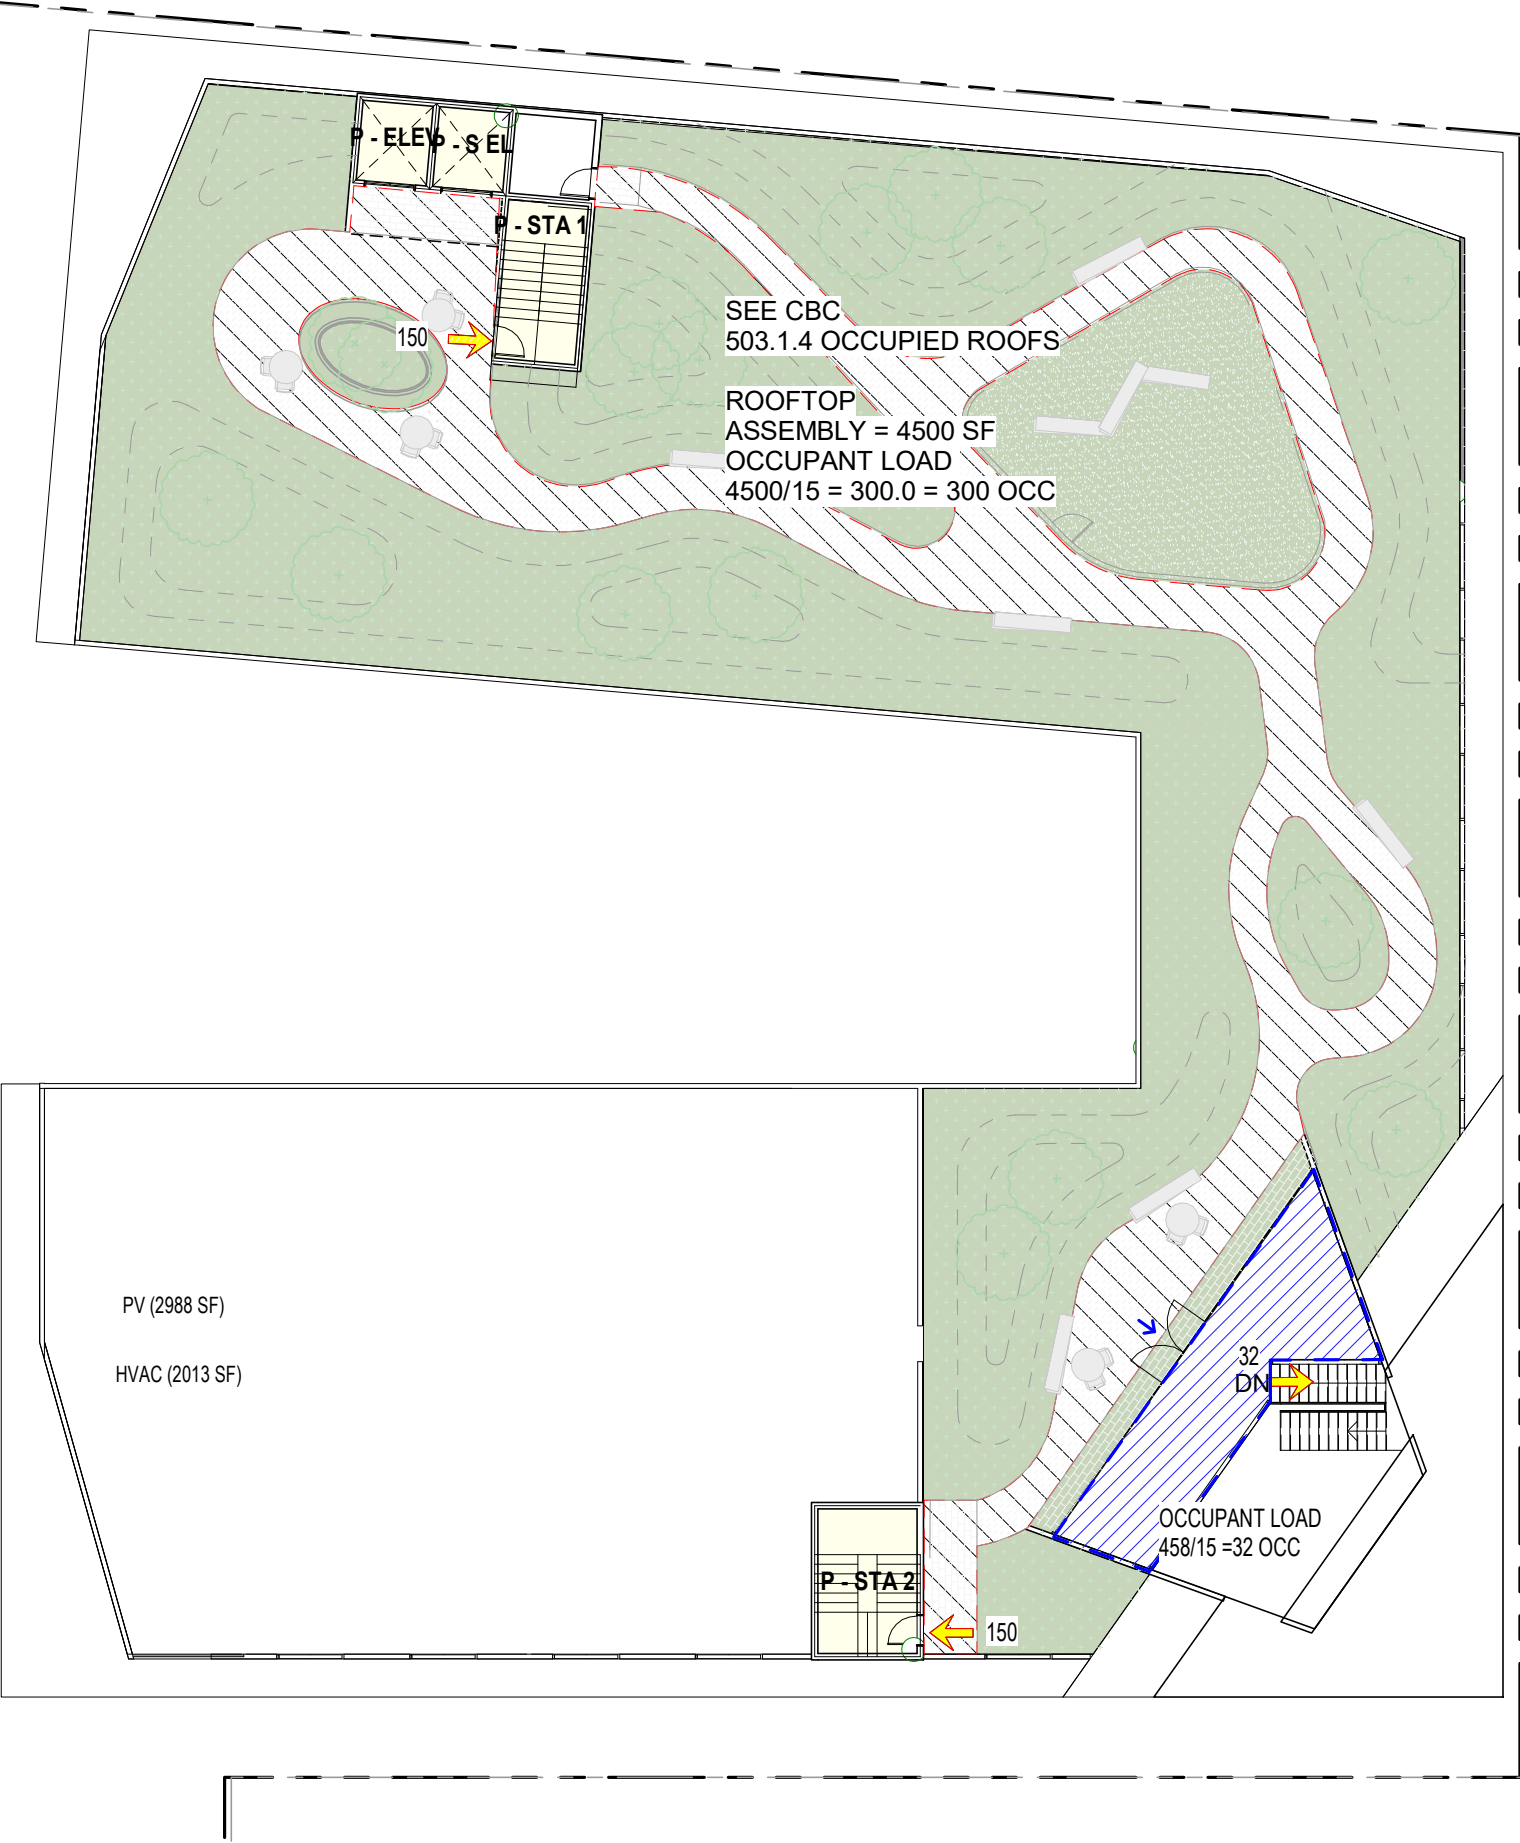 P - ELEV
P - S EL
P - STA 1
150
SEE CBC
503.1.4 OCCUPIED ROOFS
ROOFTOP
ASSEMBLY = 4500 SF
OCCUPANT LOAD
4500/15 = 300.0 = 300 OCC
PV (2988 SF)
HVAC (2013 SF)
32
DN
OCCUPANT LOAD
458/15 =32 OCC
P - STA 2
150